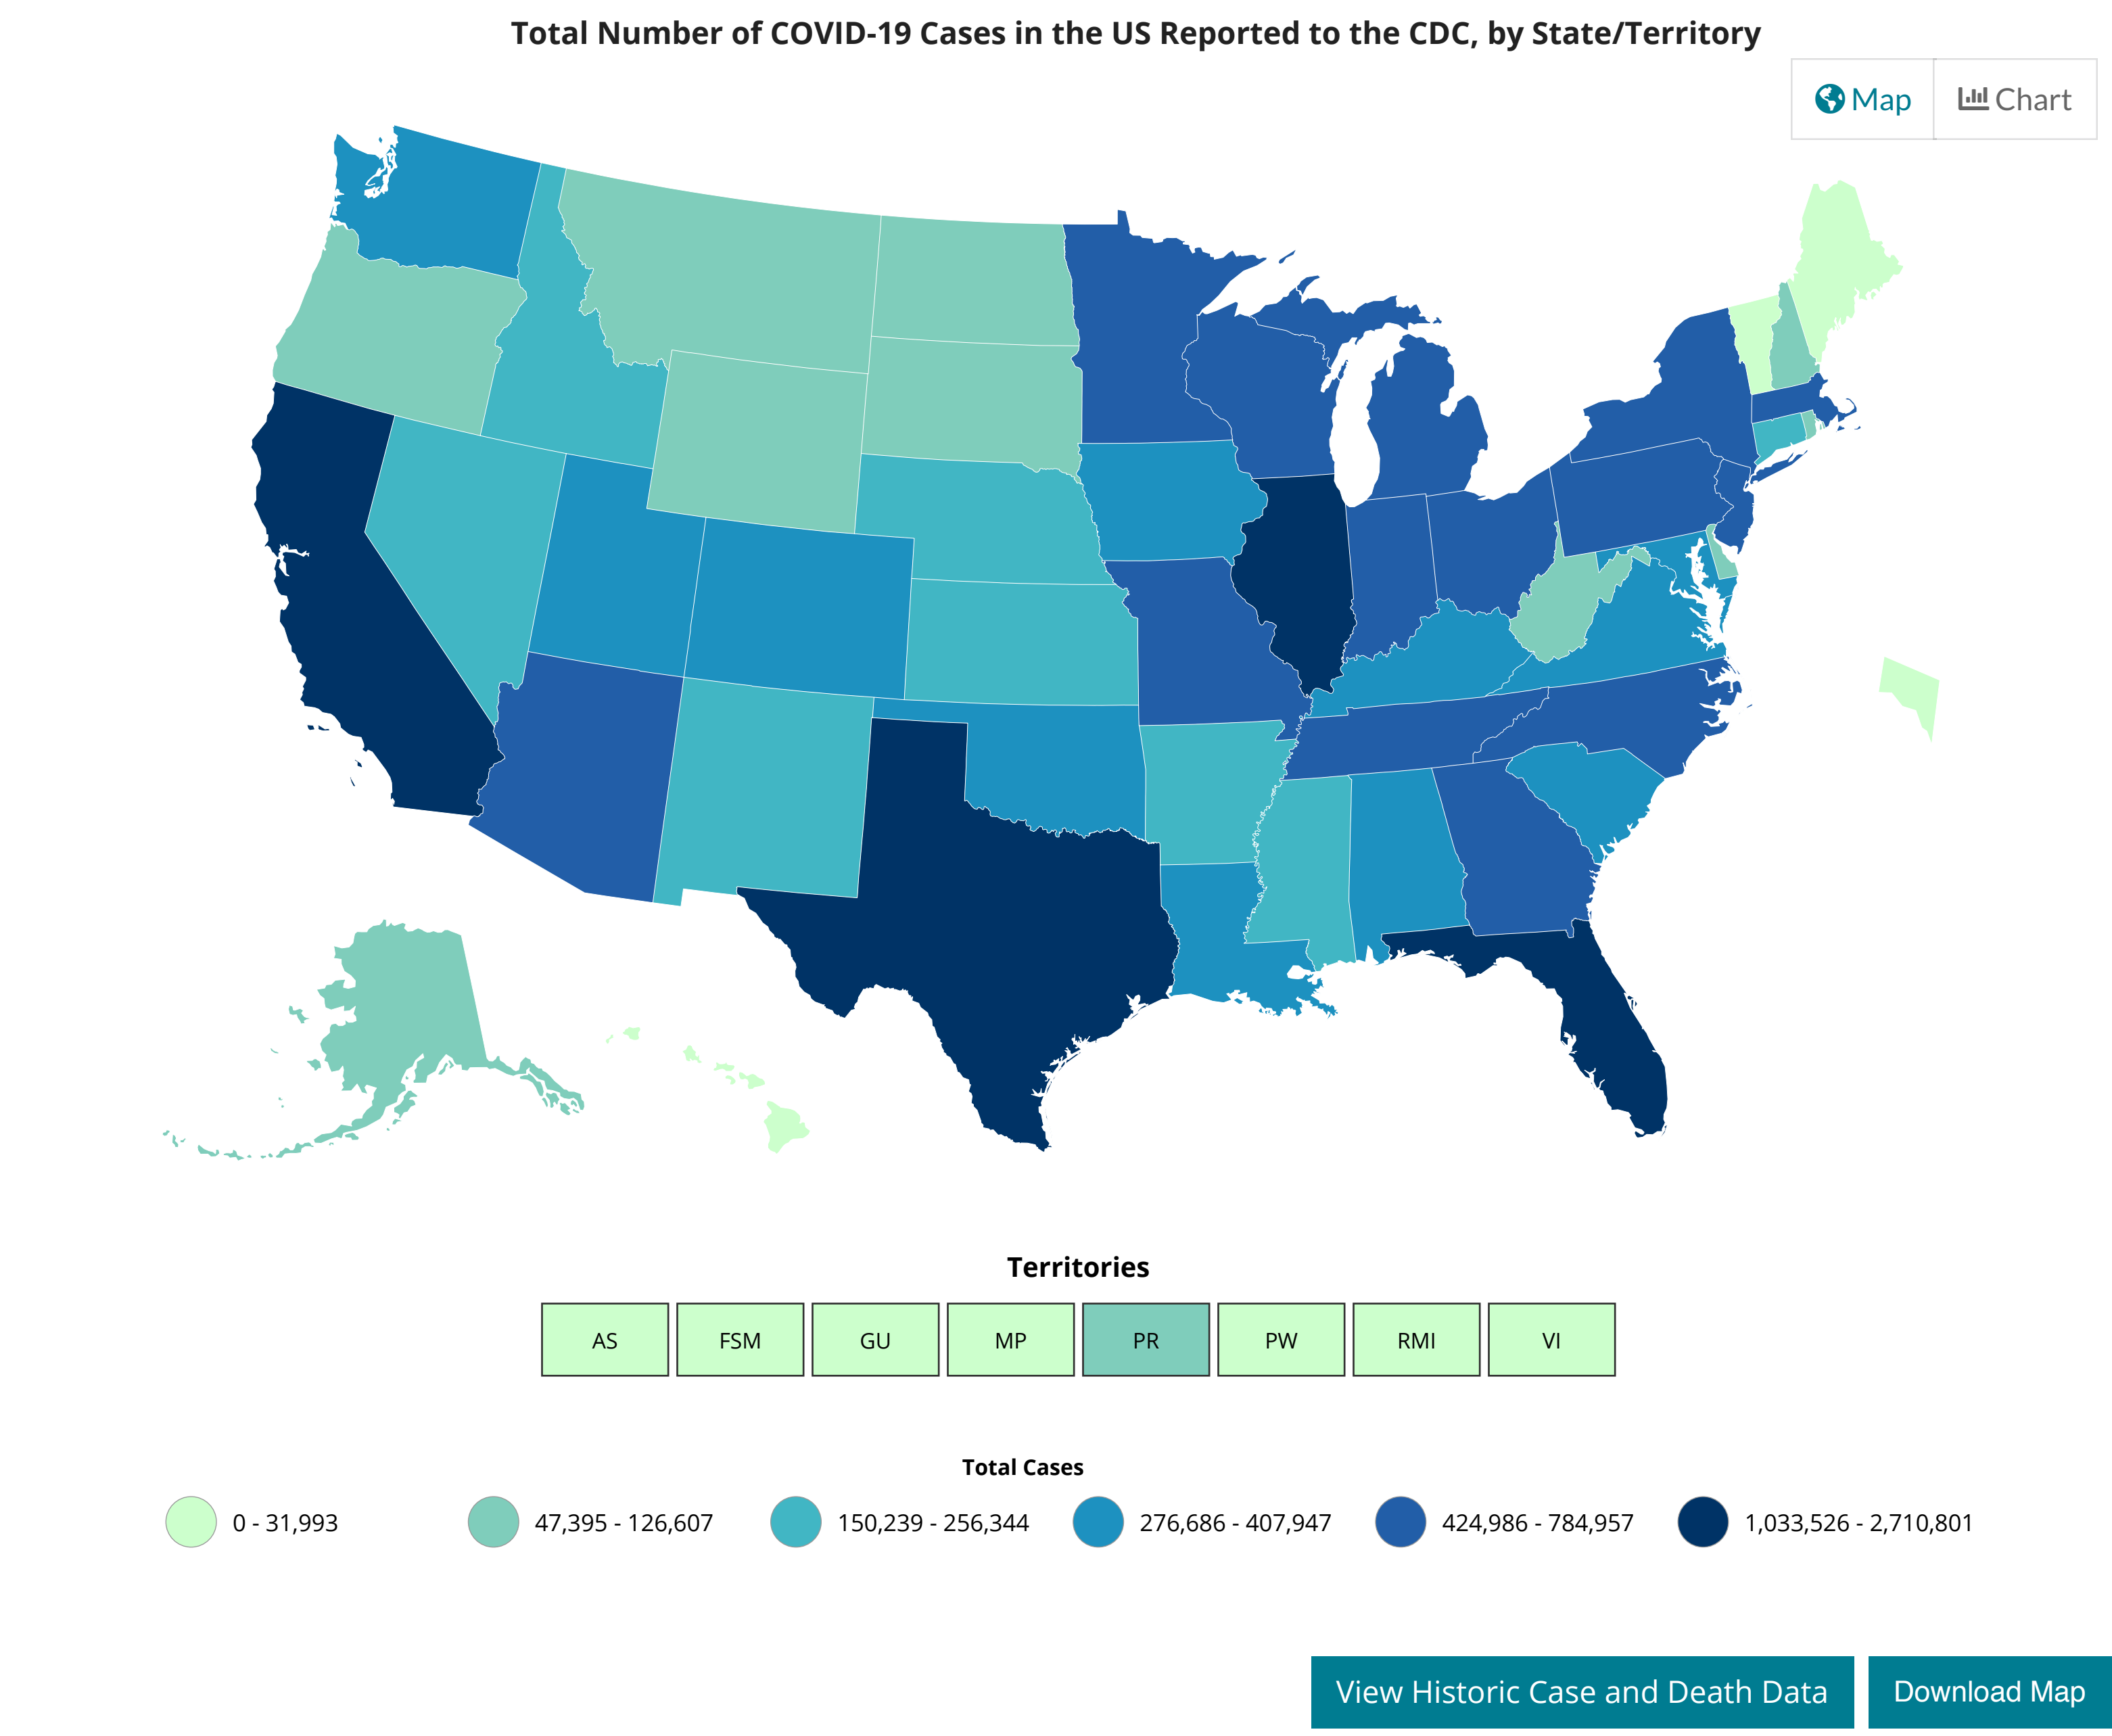 Total Number of COVID-19 Cases in the US Reported to the CDC, by State/Territory
Map
Chart
Territories
AS
FSM
GU
MP
PR
PW
RMI
VI
Total Cases
0 - 31,993
47,395 - 126,607
150,239 - 256,344
276,686 - 407,947
424,986 - 784,957
1,033,526 - 2,710,801
View Historic Case and Death Data
Download Map